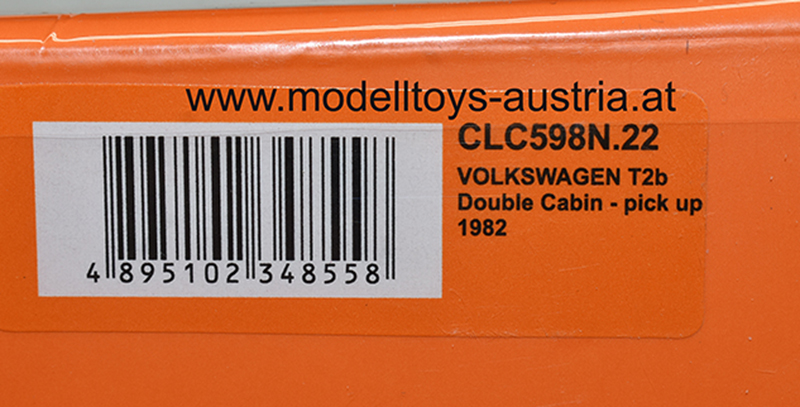 www.modelltoys-austria.at
CLC598N.22
VOLKSWAGEN T2b
Double Cabin - pick up
1982
4 895102 348558